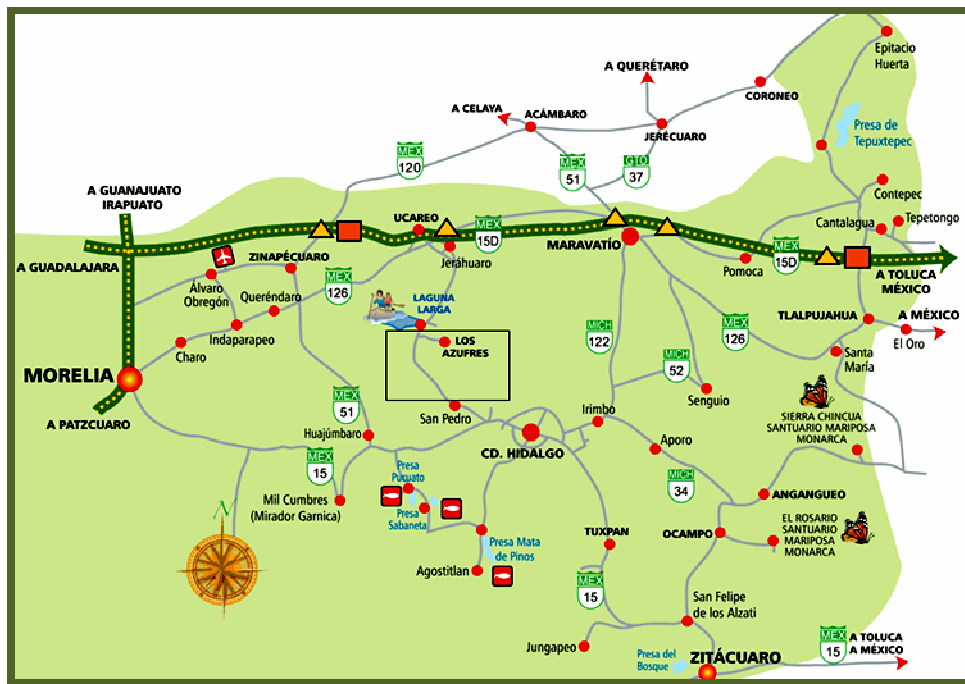 Epitacio
Huerta
A QUERÉTARO
CORONEO
A CELAYA
ACÁMBARO
JERÉCUARO
Presa de
Tepuxtepec
MEX
120
MEX
51
GTO
37
A GUANAJUATO
IRAPUATO
Contepec
UCAREO
MEX
15D
MARAVATÍO
Cantalagua
Tepetongo
A GUADALAJARA
ZINAPÉCUARO
Jeráhuaro
Pomoca
MEX
15D
A TOLUCA
MÉXICO
Álvaro
Obregón
Queréndaro
MEX
126
LAGUNA
LARGA
TLALPUJAHUA
A MÉXICO
El Oro
Indaparapeo
Charo
LOS
AZUFRES
MICH
122
MEX
126
Santa
María
MICH
52
Senguio
MORELIA
A PATZCUARO
MEX
51
San Pedro
Irimbo
SIERRA CHINCUA
SANTUARIO MARIPOSA
MONARCA
Huajúmbaro
CD. HIDALGO
Aporo
MEX
15
Presa
Pucuato
MICH
34
Mil Cumbres
(Mirador Garnica)
Presa
Sabaneta
ANGANGUEO
N
Presa Mata
de Pinos
TUXPAN
OCAMPO
EL ROSARIO
SANTUARIO
MARIPOSA
MONARCA
Agostitlan
MEX
15
San Felipe
de los Alzati
Jungapeo
Presa del
Bosque
ZITÁCUARO
MEX
15
A TOLUCA
A MÉXICO